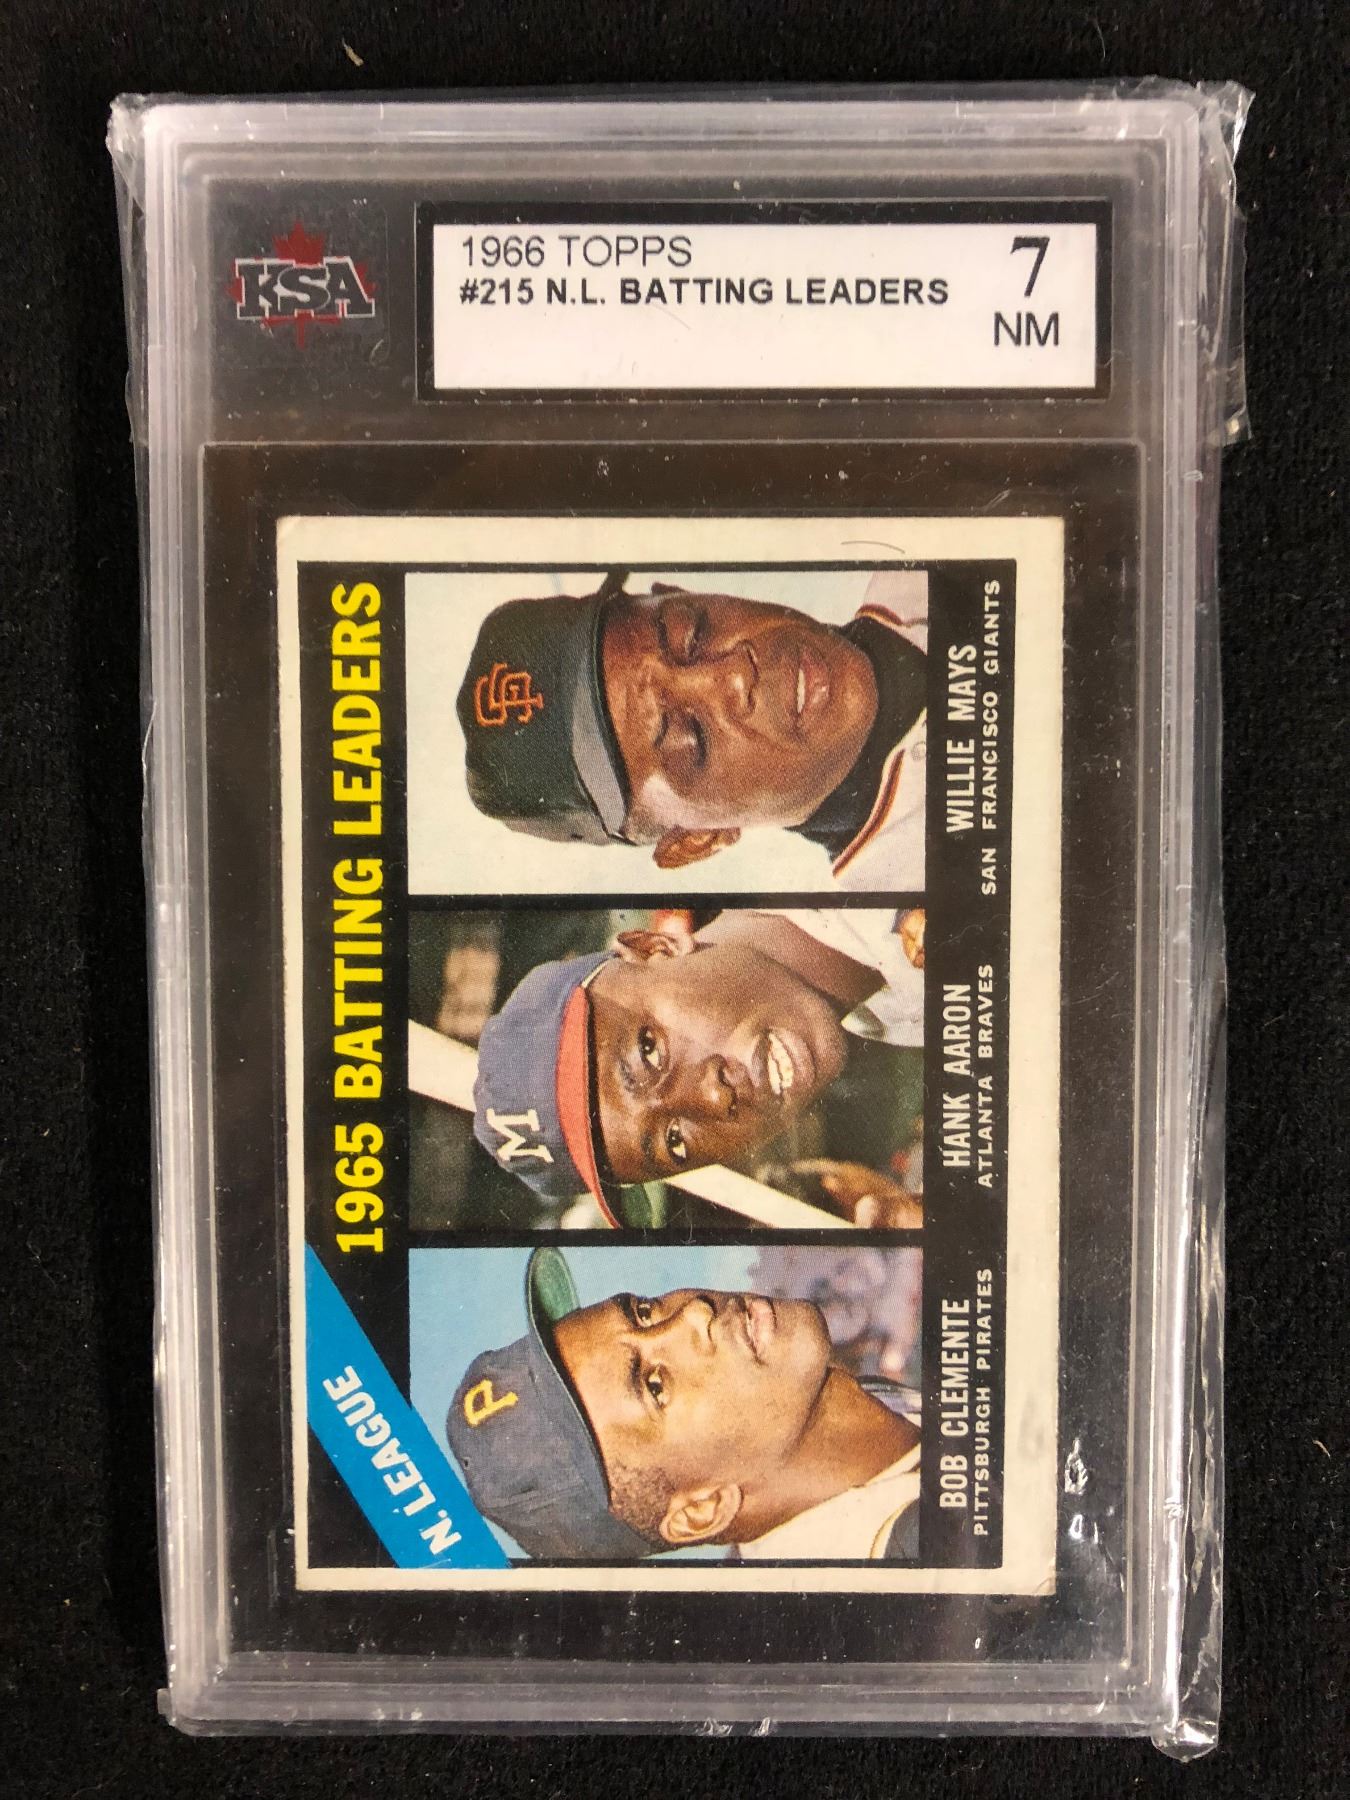 KSA
1966 TOPPS
#215 N.L. BATTING LEADERS
7
NM
N. LEAGUE
1965 BATTING LEADERS
P
M
SF
BOB CLEMENTE
PITTSBURGH PIRATES
HANK AARON
ATLANTA BRAVES
WILLIE MAYS
SAN FRANCISCO GIANTS